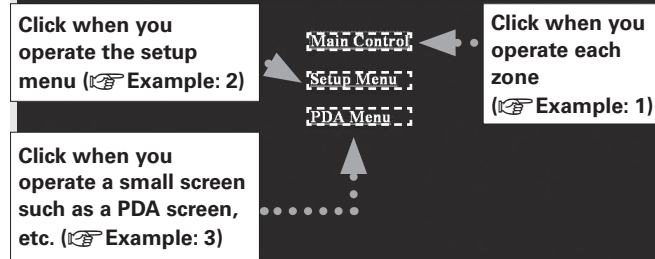 Click when you
operate the setup
menu (☞Example: 2)
Main Control
Setup Menu
PDA Menu
Click when you
operate each
zone
(☞Example: 1)
Click when you
operate a small screen
such as a PDA screen,
etc. (☞Example: 3)